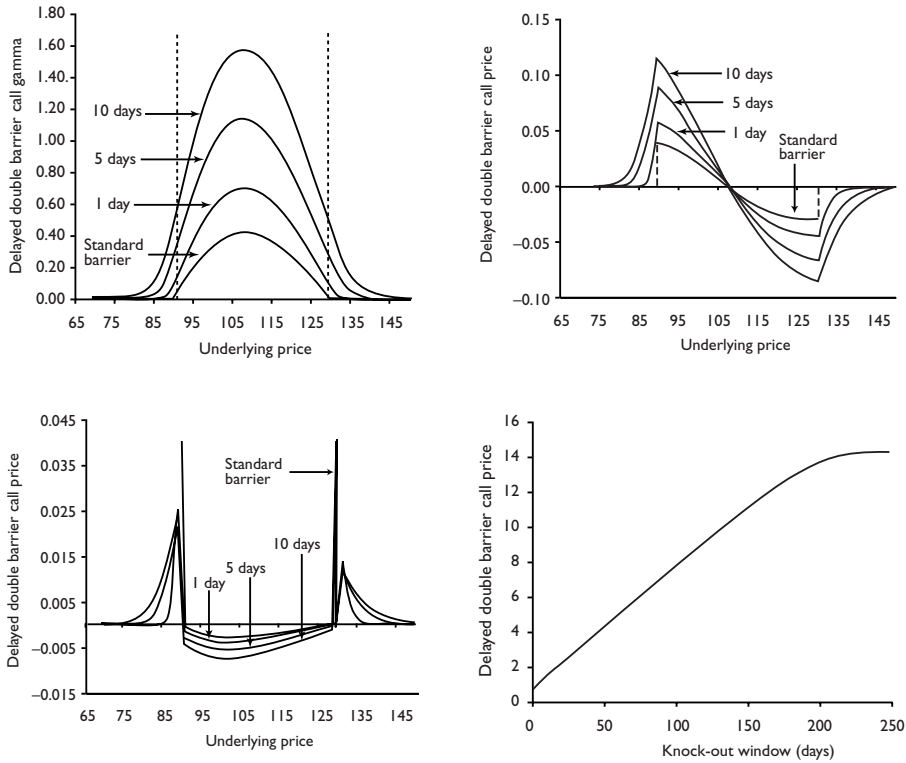 Delayed double barrier call gamma
1.80
1.60
1.40
1.20
1.00
0.80
0.60
0.40
0.20
0.00
10 days
5 days
1 day
Standard
barrier
65 75 85 95 105 115 125 135 145
Underlying price
Delayed double barrier call price
0.15
0.10
0.05
0.00
−0.05
−0.10
10 days
5 days
1 day
Standard
barrier
65 75 85 95 105 115 125 135 145
Underlying price
Delayed double barrier call price
0.045
0.035
0.025
0.015
0.005
−0.005
−0.015
Standard
barrier
10 days
5 days
1 day
65 75 85 95 105 115 125 135 145
Underlying price
Delayed double barrier call price
16
14
12
10
8
6
4
2
0
0 50 100 150 200 250
Knock-out window (days)